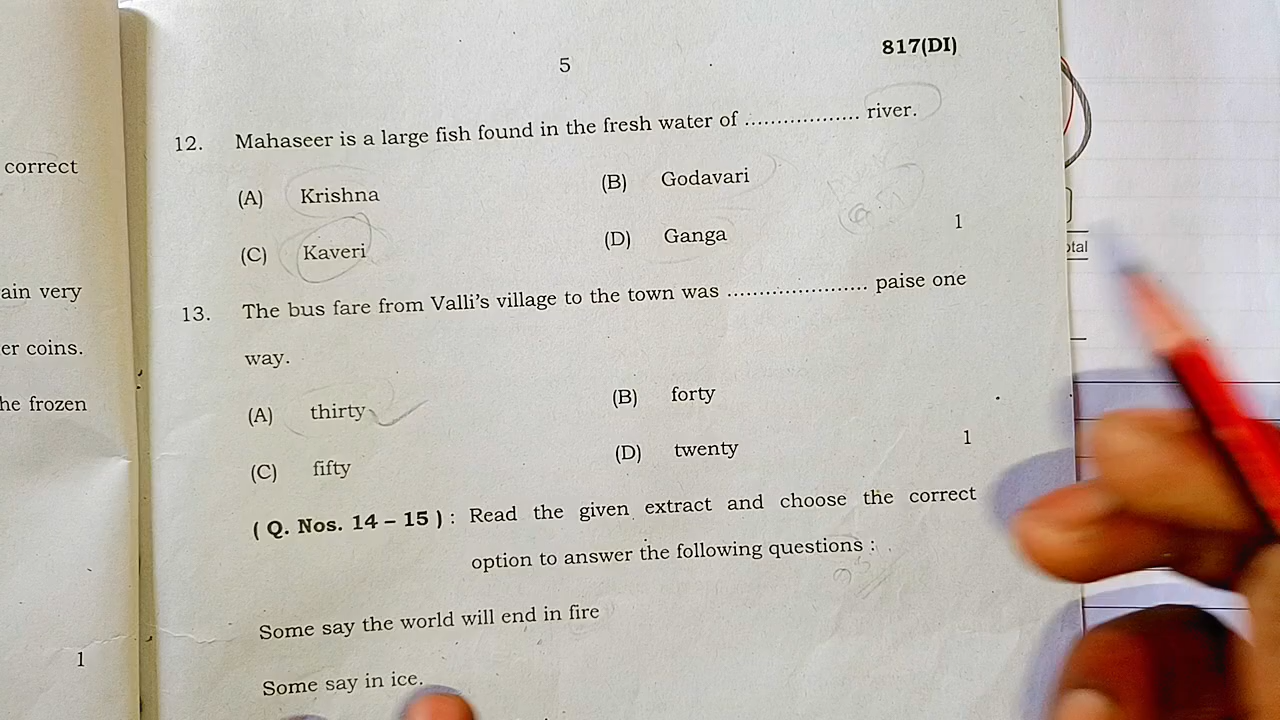 817(DI)
5
12. Mahaseer is a large fish found in the fresh water of .................. river.
(A) Krishna (B) Godavari
(C) Kaveri (D) Ganga 1
13. The bus fare from Valli's village to the town was ...................... paise one
way.
(A) thirty (B) forty
(C) fifty (D) twenty 1
( Q. Nos. 14 – 15 ) : Read the given extract and choose the correct
option to answer the following questions :
Some say the world will end in fire
Some say in ice.
correct
ain very
er coins.
he frozen
1
otal